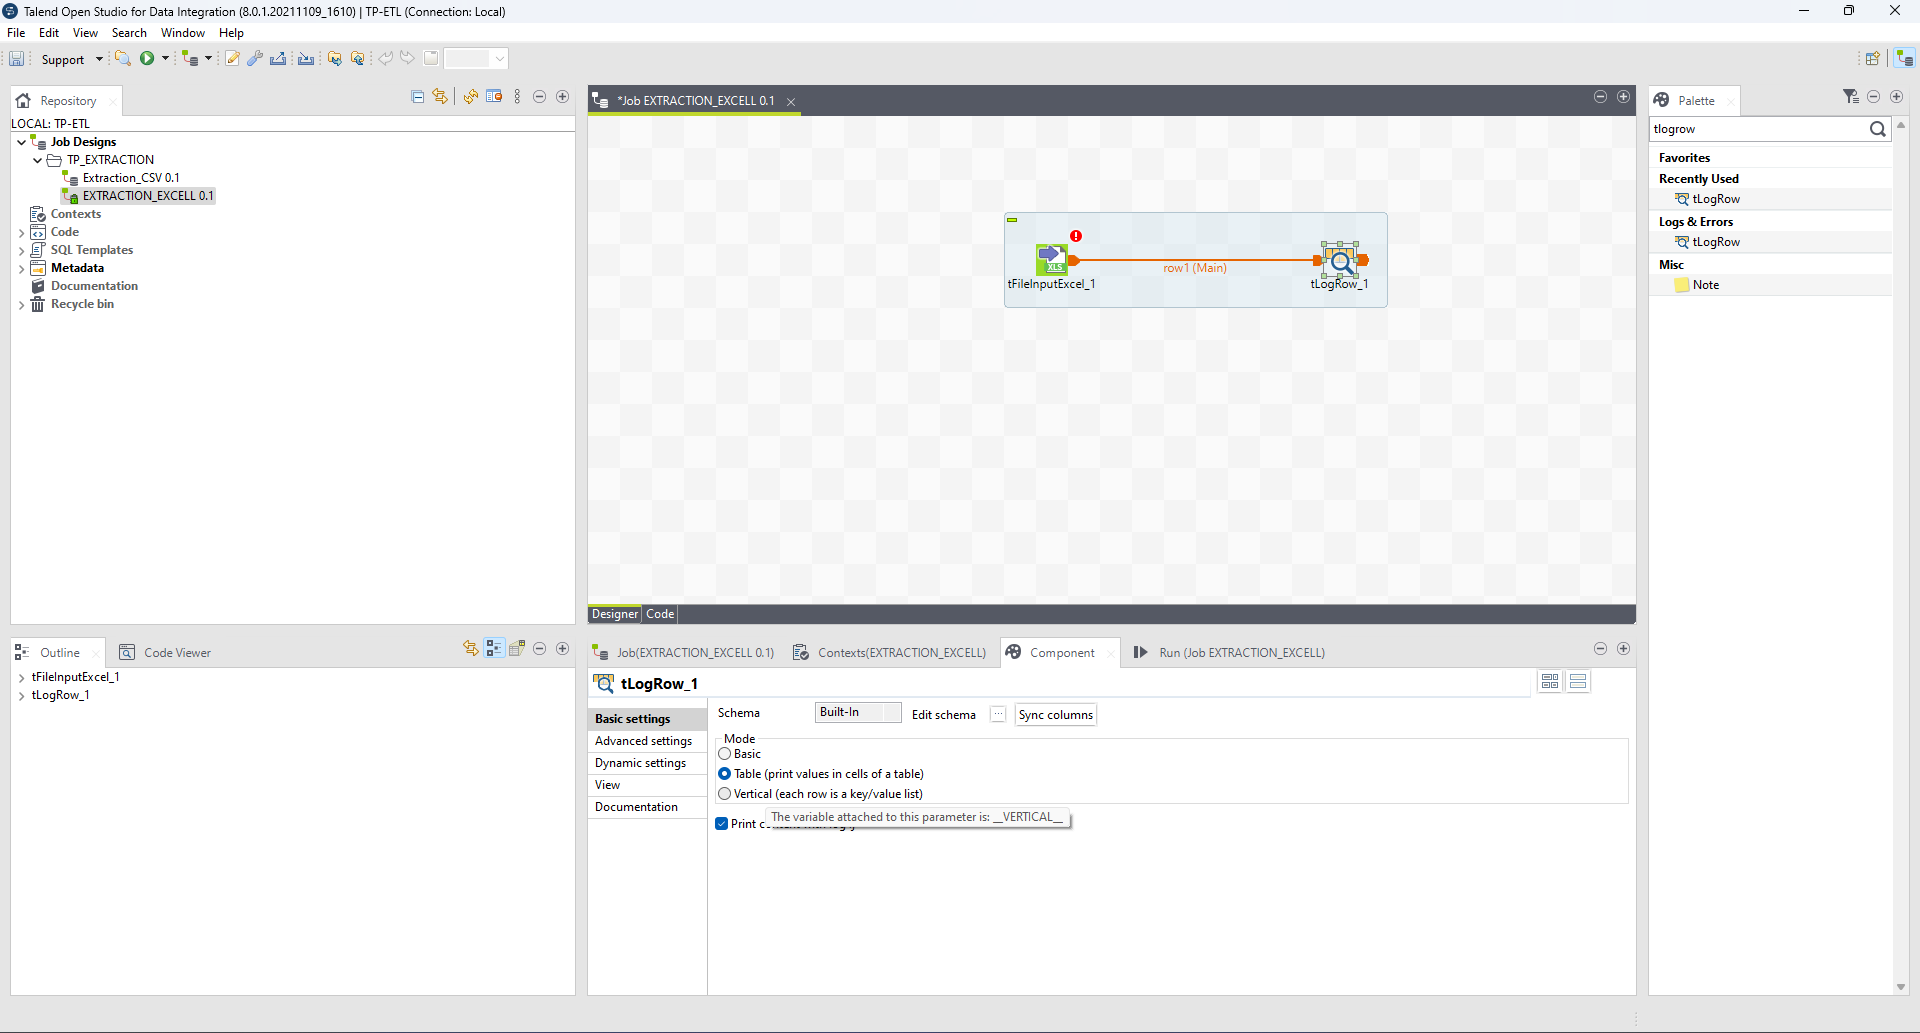 Talend Open Studio for Data Integration (8.0.1.20211109_1610) | TP-ETL (Connection: Local)
File Edit View Search Window Help
Support
Repository
LOCAL: TP-ETL
Job Designs
TP_EXTRACTION
Extraction_CSV 0.1
EXTRACTION_EXCELL 0.1
Contexts
Code
SQL Templates
Metadata
Documentation
Recycle bin
*Job EXTRACTION_EXCELL 0.1
XLS
row1 (Main)
tFileInputExcel_1
tLogRow_1
Designer Code
Palette
tlogrow
Favorites
Recently Used
tLogRow
Logs & Errors
tLogRow
Misc
Note
Outline
Code Viewer
tFileInputExcel_1
tLogRow_1
Job(EXTRACTION_EXCELL 0.1)
Contexts(EXTRACTION_EXCELL)
Component
Run (Job EXTRACTION_EXCELL)
tLogRow_1
Basic settings
Advanced settings
Dynamic settings
View
Documentation
Schema
Built-In
Edit schema
...
Sync columns
Mode
Basic
Table (print values in cells of a table)
Vertical (each row is a key/value list)
The variable attached to this parameter is: __VERTICAL__
Print